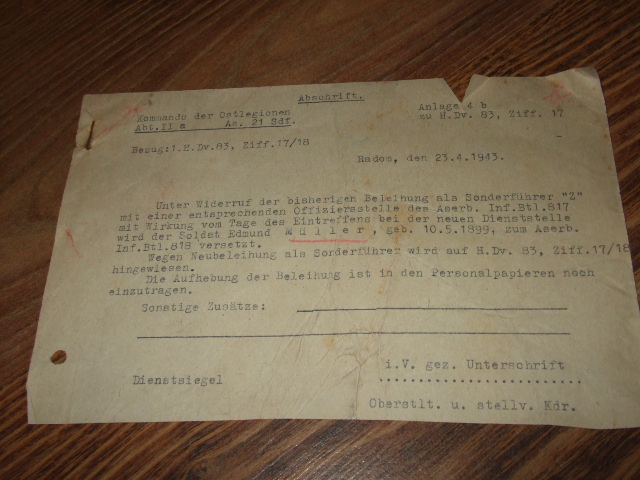 Abschrift.
Kommando der Ostlegionen
Abt.II a Az. 21 Sdf.
Anlage 4 b
zu H.Dv. 83, Ziff. 17
Bezug:1.H.Dv.83, Ziff.17/18
Radom, den 23.4.1943.
Unter Widerruf der bisherigen Beleihung als Sonderführer "Z"
mit einer entsprechenden Offiziersstelle des Aserb. Inf.Btl.817
mit Wirkung vom Tage des Eintreffens bei der neuen Dienststelle
wird der Soldat Edmund M ü l l e r , geb. 10.5.1899, zum Aserb.
Inf.Btl.818 versetzt.
Wegen Neubeleihung als Sorderführer wird auf H.Dv. 83, Ziff.17/18
hingewiesen.
Die Aufhebung der Beleihung ist in den Personalpapieren noch
einzutragen.
Sonstige Zusätze:
Dienstsiegel
i.V. gez. Unterschrift
Oberstlt. u. stellv. Kdr.